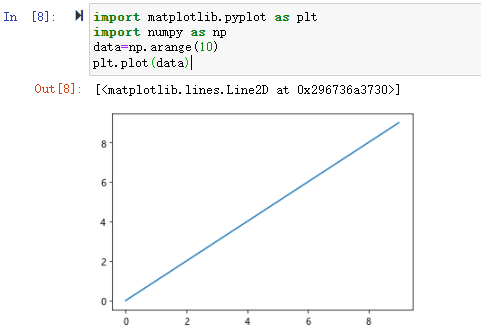 In [8]:
import matplotlib.pyplot as plt
import numpy as np
data=np.arange(10)
plt.plot(data)
Out[8]: [<matplotlib.lines.Line2D at 0x296736a3730>]
8
6
4
2
0
0 2 4 6 8